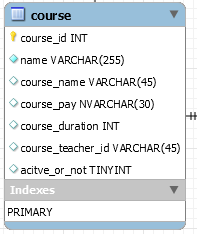 course
course_id INT
name VARCHAR(255)
course_name VARCHAR(45)
course_pay NVARCHAR(30)
course_duration INT
course_teacher_id VARCHAR(45)
acitve_or_not TINYINT
Indexes
PRIMARY